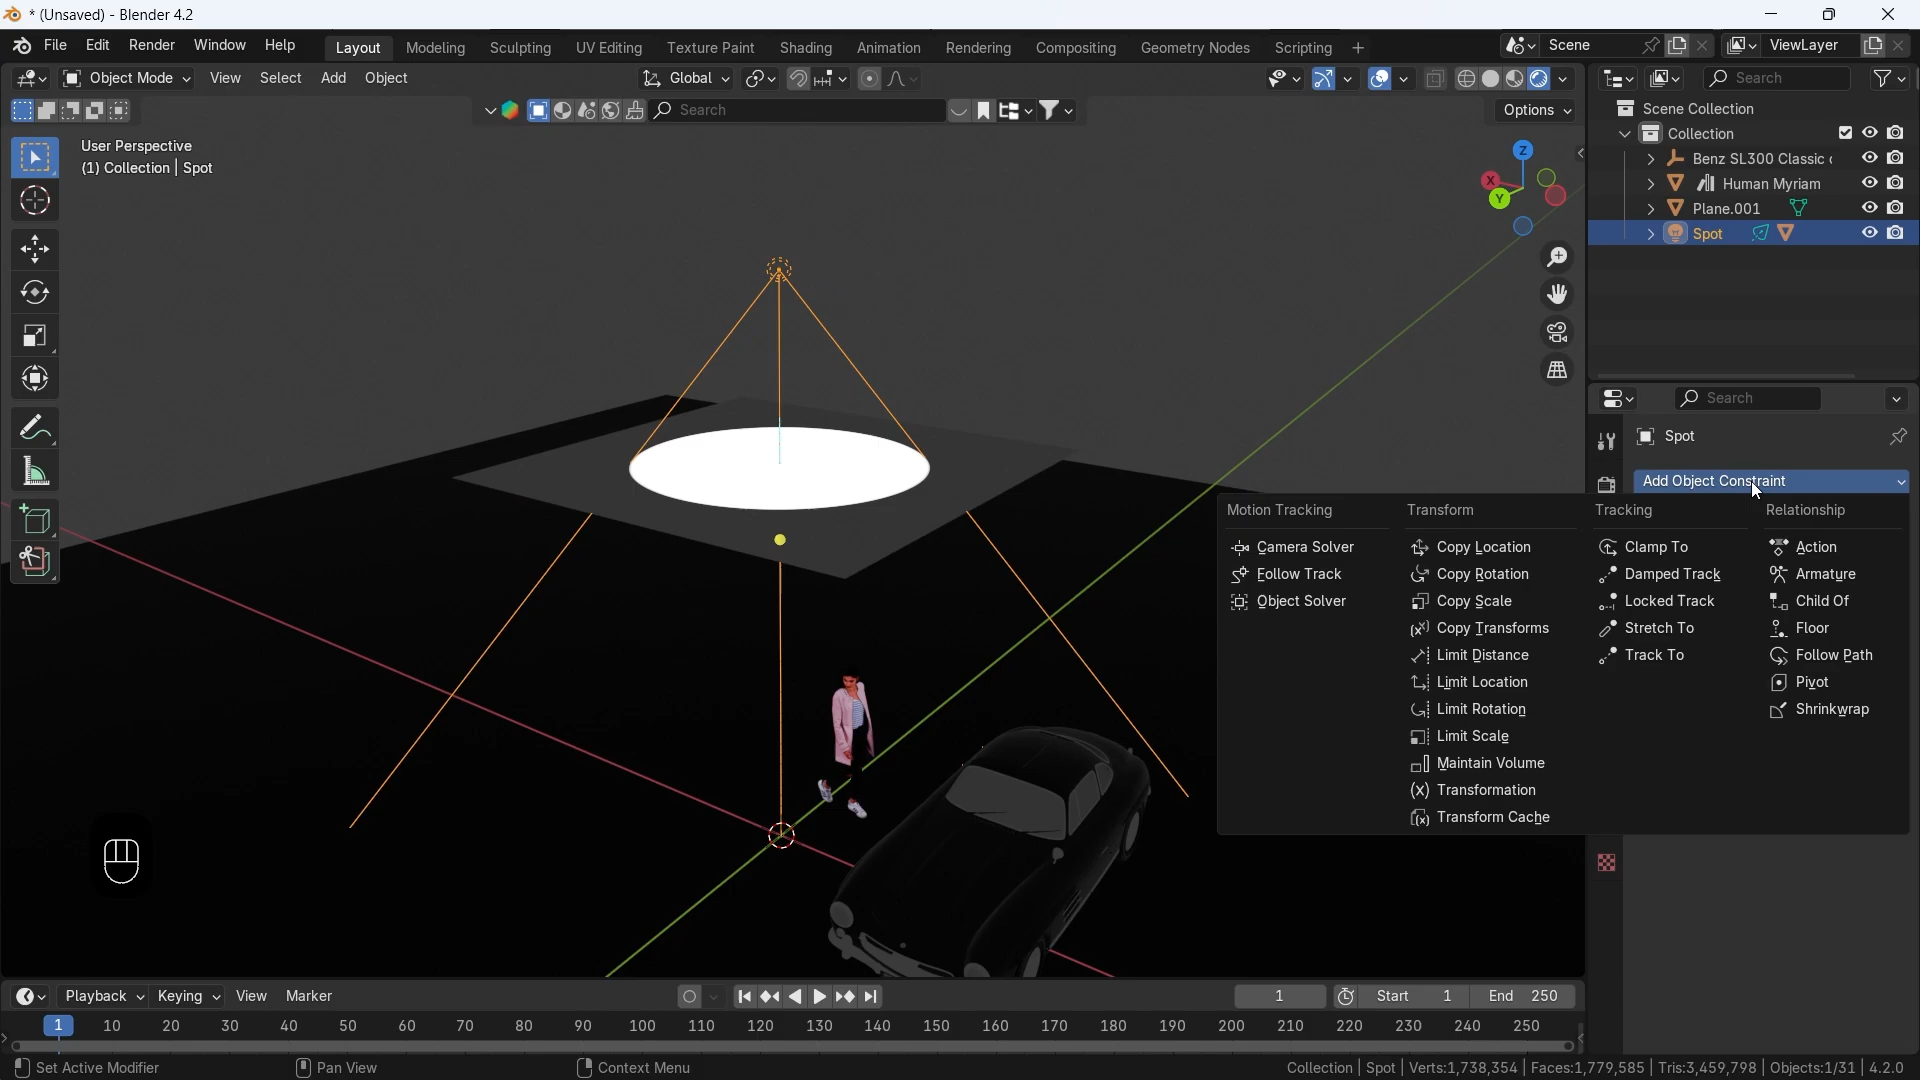 * (Unsaved) - Blender 4.2
File Edit Render Window Help
Layout Modeling Sculpting UV Editing Texture Paint Shading Animation Rendering Compositing Geometry Nodes Scripting +
Scene
ViewLayer
Object Mode View Select Add Object
Global
Search
Search
Options
User Perspective
(1) Collection | Spot
Z
X
Y
Scene Collection
Collection
Benz SL300 Classic
Human Myriam
Plane.001
Spot
Search
Spot
Add Object Constraint
Motion Tracking
Camera Solver
Follow Track
Object Solver
Transform
Copy Location
Copy Rotation
Copy Scale
Copy Transforms
Limit Distance
Limit Location
Limit Rotation
Limit Scale
Maintain Volume
Transformation
Transform Cache
Tracking
Clamp To
Damped Track
Locked Track
Stretch To
Track To
Relationship
Action
Armature
Child Of
Floor
Follow Path
Pivot
Shrinkwrap
Playback Keying View Marker
1
Start 1
End 250
1 10 20 30 40 50 60 70 80 90 100 110 120 130 140 150 160 170 180 190 200 210 220 230 240 250
Set Active Modifier
Pan View
Context Menu
Collection | Spot | Verts:1,738,354 | Faces:1,779,585 | Tris:3,459,798 | Objects:1/31 | 4.2.0